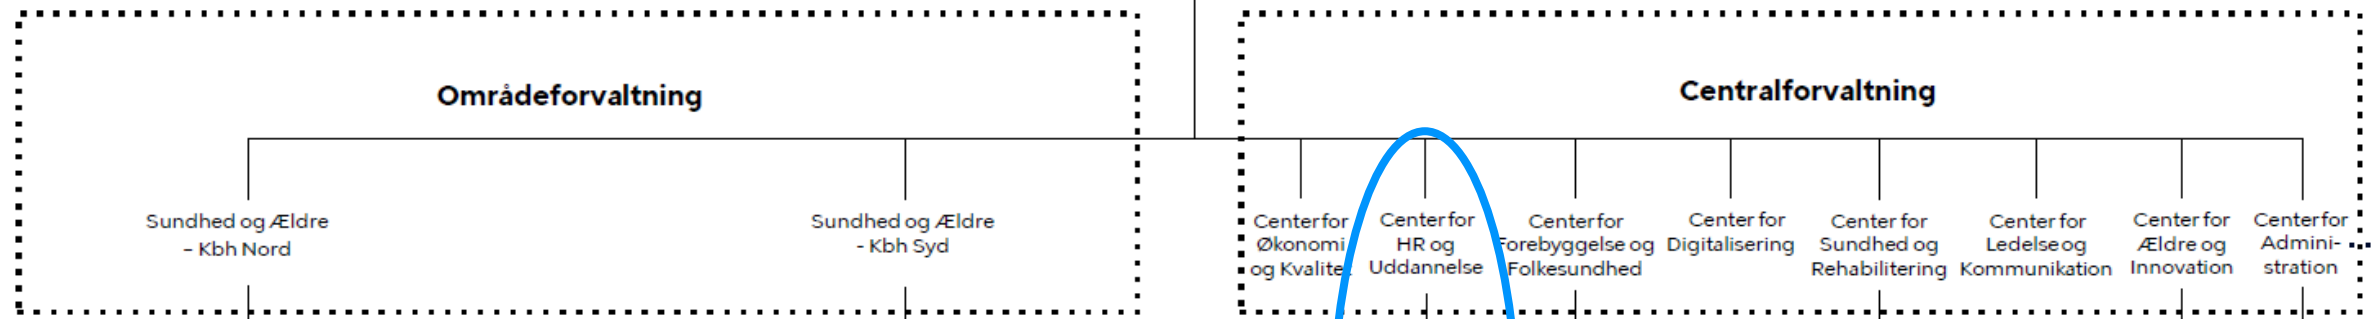 Områdeforvaltning
Centralforvaltning
Sundhed og Ældre
– Kbh Nord
Sundhed og Ældre
- Kbh Syd
Center for
Økonomi
og Kvalitet
Center for
HR og
Uddannelse
Center for
Forebyggelse og
Folkesundhed
Center for
Digitalisering
Center for
Sundhed og
Rehabilitering
Center for
Ledelse og
Kommunikation
Center for
Ældre og
Innovation
Center for
Admini-
stration